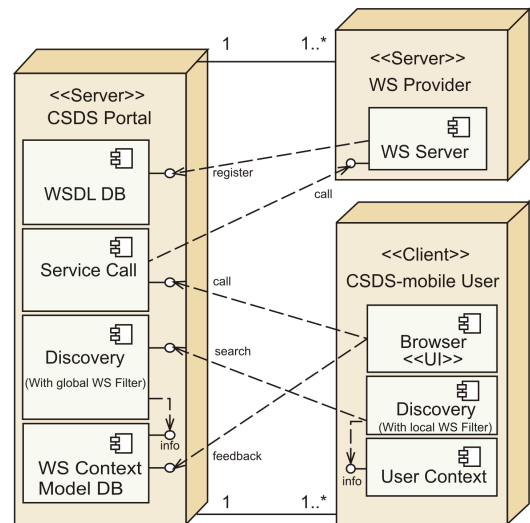 1
1..*
<<Server>>
CSDS Portal
WSDL DB
Service Call
Discovery
(With global WS Filter)
info
WS Context
Model DB
<<Server>>
WS Provider
WS Server
register
call
call
search
feedback
<<Client>>
CSDS-mobile User
Browser
<<UI>>
Discovery
(With local WS Filter)
info
User Context
1
1..*